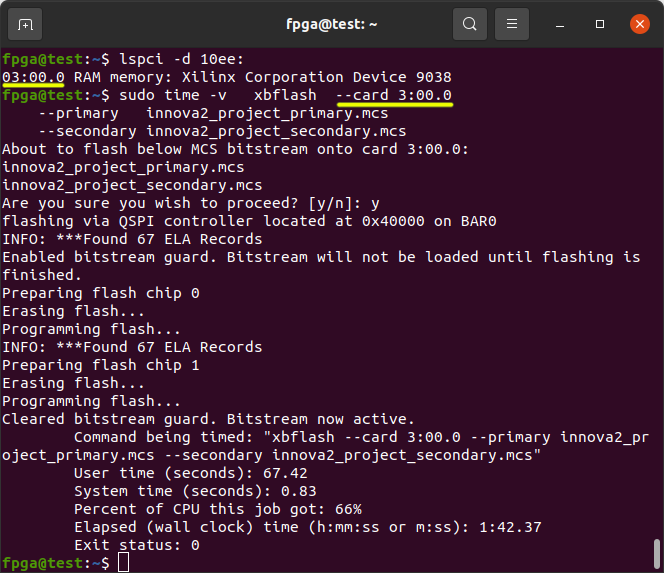 fpga@test: ~
fpga@test:~$ lspci -d 10ee:
03:00.0 RAM memory: Xilinx Corporation Device 9038
fpga@test:~$ sudo time -v   xbflash  --card 3:00.0
    --primary   innova2_project_primary.mcs
    --secondary innova2_project_secondary.mcs
About to flash below MCS bitstream onto card 3:00.0:
innova2_project_primary.mcs
innova2_project_secondary.mcs
Are you sure you wish to proceed? [y/n]: y
flashing via QSPI controller located at 0x40000 on BAR0
INFO: ***Found 67 ELA Records
Enabled bitstream guard. Bitstream will not be loaded until flashing is
finished.
Preparing flash chip 0
Erasing flash...
Programming flash...
INFO: ***Found 67 ELA Records
Preparing flash chip 1
Erasing flash...
Programming flash...
Cleared bitstream guard. Bitstream now active.
        Command being timed: "xbflash --card 3:00.0 --primary innova2_pr
oject_primary.mcs --secondary innova2_project_secondary.mcs"
        User time (seconds): 67.42
        System time (seconds): 0.83
        Percent of CPU this job got: 66%
        Elapsed (wall clock) time (h:mm:ss or m:ss): 1:42.37
        Exit status: 0
fpga@test:~$